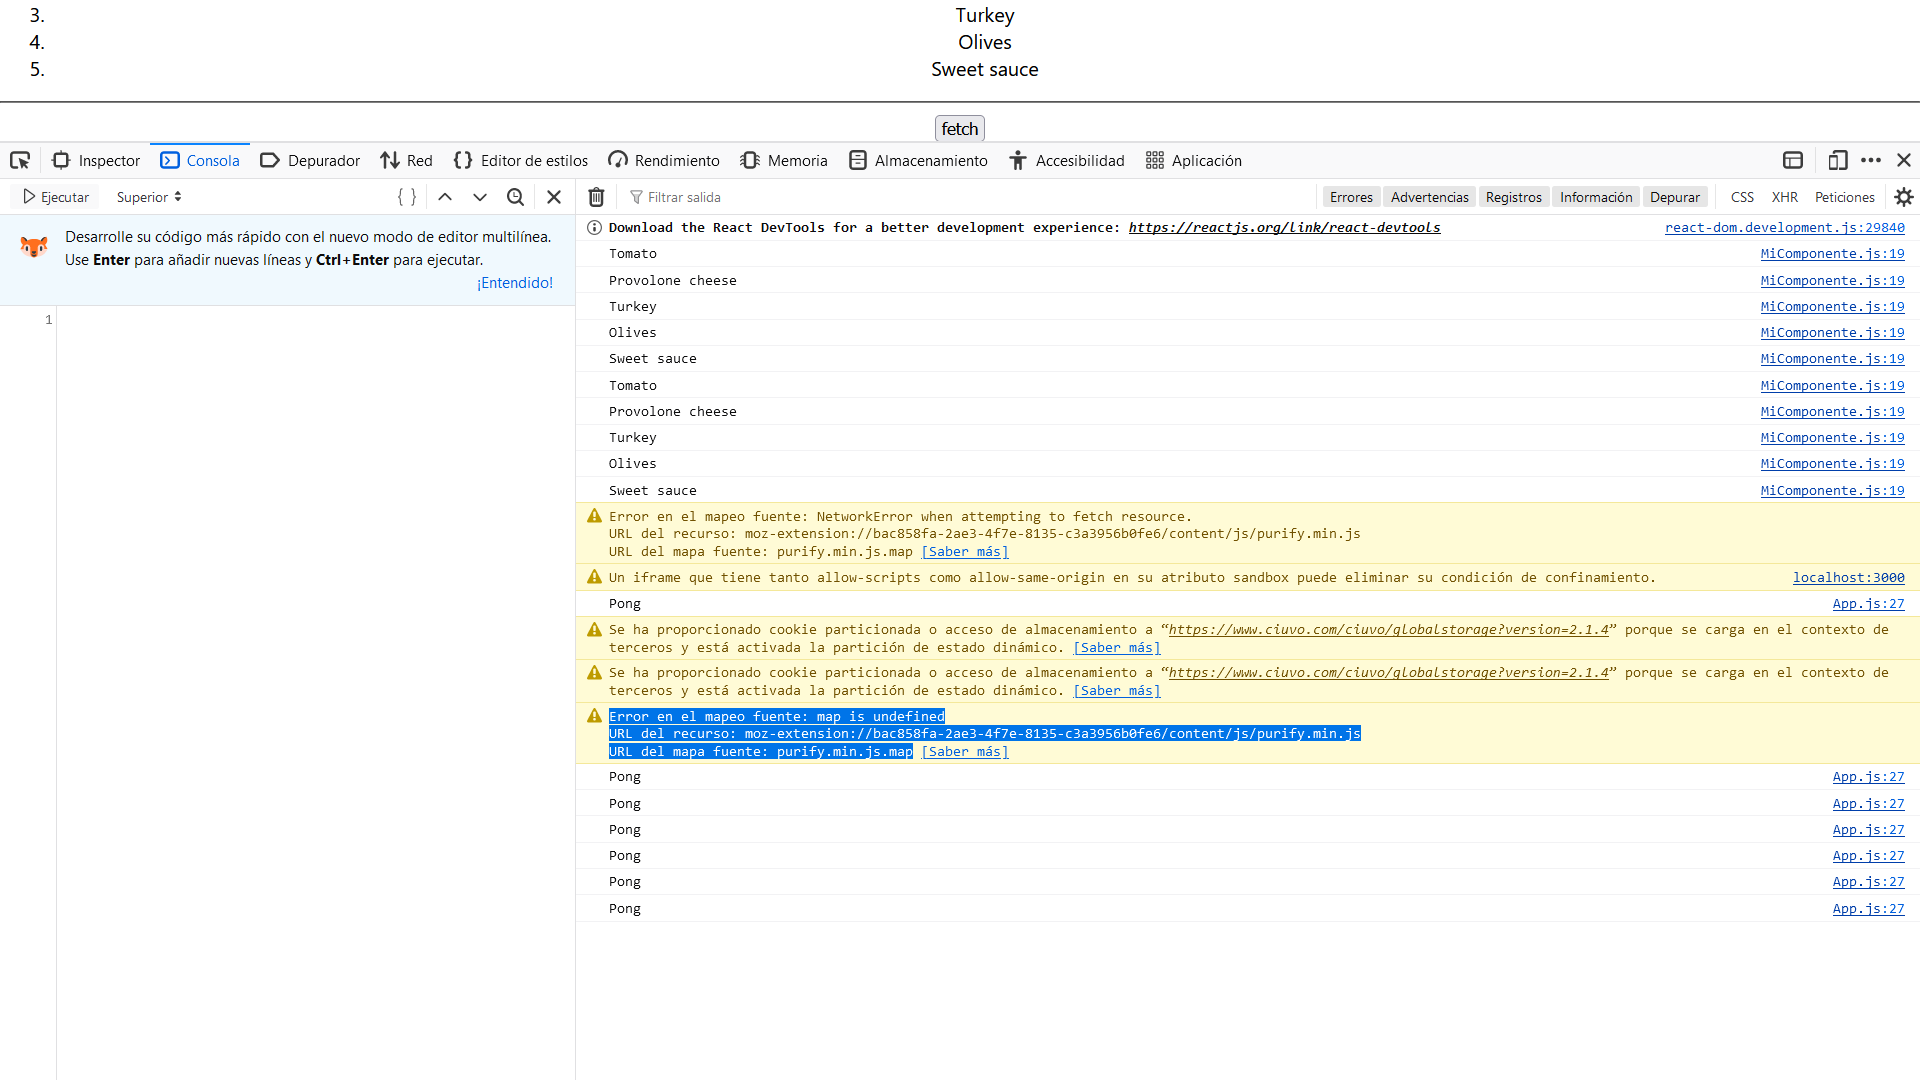 3. Turkey
4. Olives
5. Sweet sauce
fetch
Inspector Consola Depurador Red Editor de estilos Rendimiento Memoria Almacenamiento Accesibilidad Aplicación
Ejecutar Superior
Filtrar salida Errores Advertencias Registros Información Depurar CSS XHR Peticiones
Desarrolle su código más rápido con el nuevo modo de editor multilínea.
Use Enter para añadir nuevas líneas y Ctrl+Enter para ejecutar.
¡Entendido!
1
Download the React DevTools for a better development experience: https://reactjs.org/link/react-devtools react-dom.development.js:29840
Tomato MiComponente.js:19
Provolone cheese MiComponente.js:19
Turkey MiComponente.js:19
Olives MiComponente.js:19
Sweet sauce MiComponente.js:19
Tomato MiComponente.js:19
Provolone cheese MiComponente.js:19
Turkey MiComponente.js:19
Olives MiComponente.js:19
Sweet sauce MiComponente.js:19
Error en el mapeo fuente: NetworkError when attempting to fetch resource.
URL del recurso: moz-extension://bac858fa-2ae3-4f7e-8135-c3a3956b0fe6/content/js/purify.min.js
URL del mapa fuente: purify.min.js.map [Saber más]
Un iframe que tiene tanto allow-scripts como allow-same-origin en su atributo sandbox puede eliminar su condición de confinamiento. localhost:3000
Pong App.js:27
Se ha proporcionado cookie particionada o acceso de almacenamiento a “https://www.ciuvo.com/ciuvo/globalstorage?version=2.1.4” porque se carga en el contexto de
terceros y está activada la partición de estado dinámico. [Saber más]
Se ha proporcionado cookie particionada o acceso de almacenamiento a “https://www.ciuvo.com/ciuvo/globalstorage?version=2.1.4” porque se carga en el contexto de
terceros y está activada la partición de estado dinámico. [Saber más]
Error en el mapeo fuente: map is undefined
URL del recurso: moz-extension://bac858fa-2ae3-4f7e-8135-c3a3956b0fe6/content/js/purify.min.js
URL del mapa fuente: purify.min.js.map [Saber más]
Pong App.js:27
Pong App.js:27
Pong App.js:27
Pong App.js:27
Pong App.js:27
Pong App.js:27